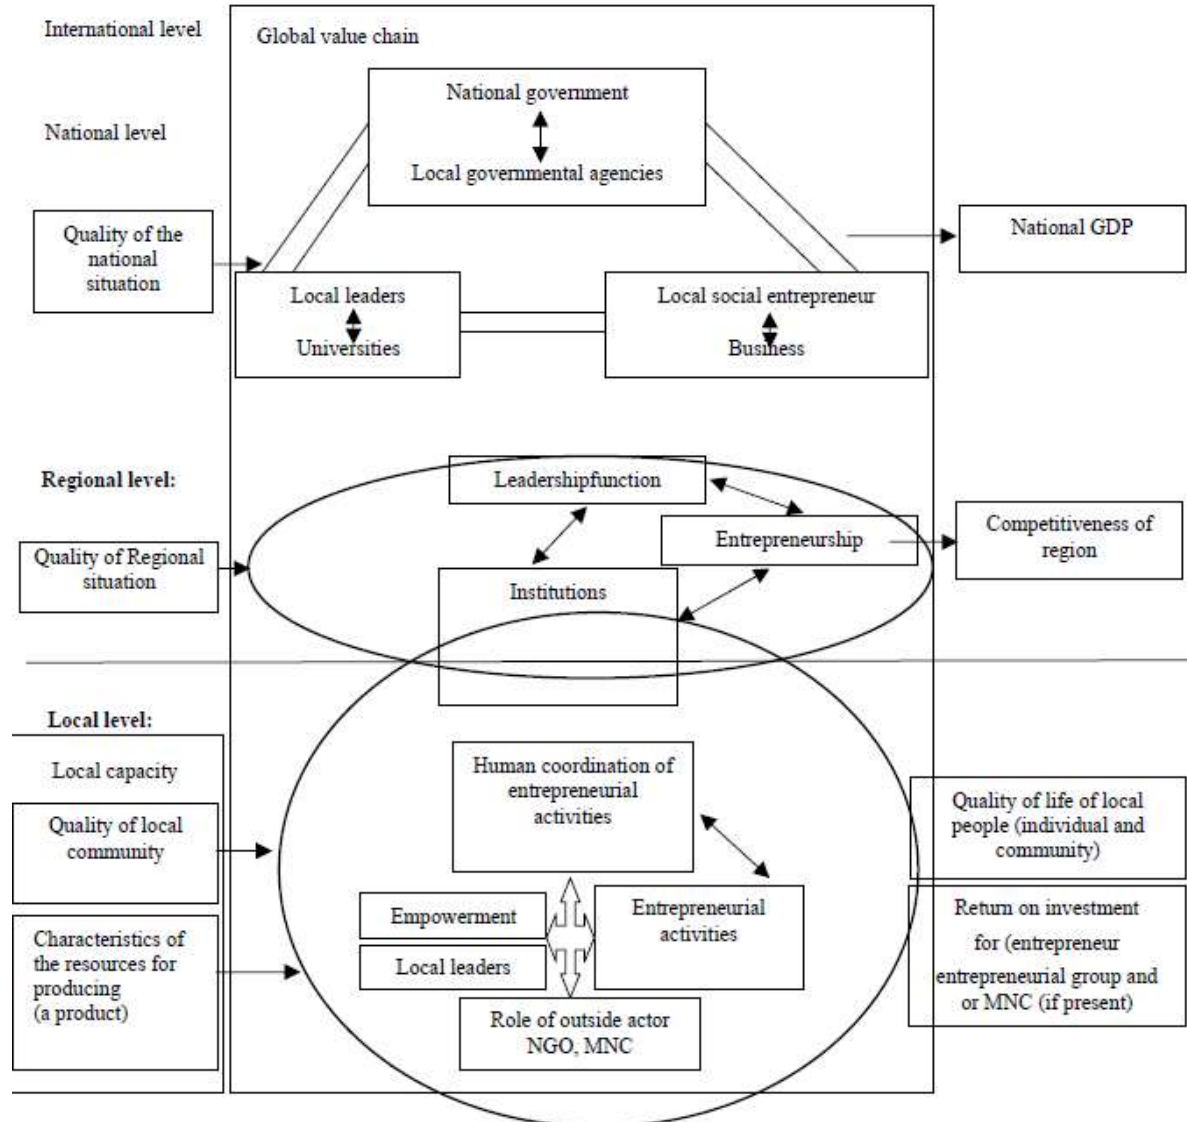 International level
Global value chain
National government
National level
Local governmental agencies
Quality of the
national
situation
National GDP
Local leaders
Universities
Local social entrepreneur
Business
Regional level:
Leadershipfunction
Entrepreneurship
Competitiveness of
region
Quality of Regional
situation
Institutions
Local level:
Local capacity
Quality of local
community
Human coordination of
entrepreneurial
activities
Quality of life of local
people (individual and
community)
Characteristics of
the resources for
producing
(a product)
Empowerment
Local leaders
Entrepreneurial
activities
Return on investment
for (entrepreneur
entrepreneurial group and
or MNC (if present)
Role of outside actor
NGO, MNC